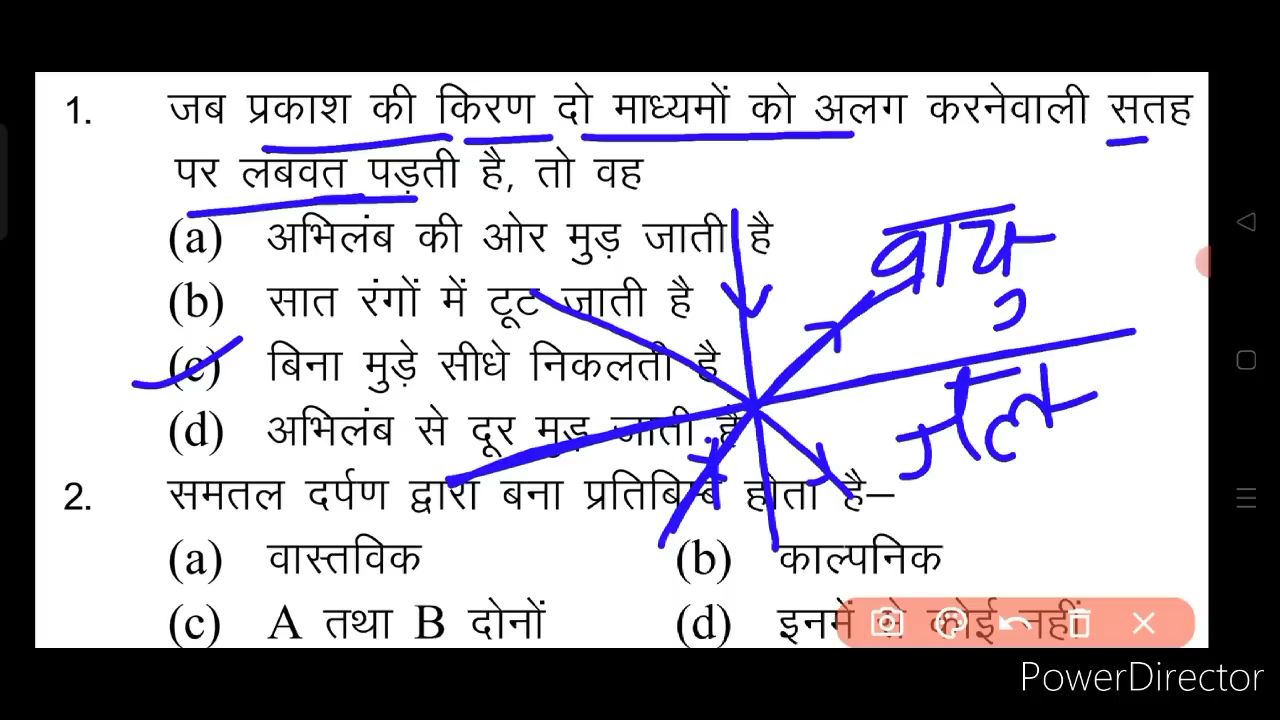 1. जब प्रकाश की किरण दो माध्यमों को अलग करनेवाली सतह
पर लंबवत पड़ती है, तो वह
(a) अभिलंब की ओर मुड़ जाती है
(b) सात रंगों में टूट जाती है
(c) बिना मुड़े सीधे निकलती है
(d) अभिलंब से दूर मुड़ जाती है
वायु
जल
2. समतल दर्पण द्वारा बना प्रतिबिम्ब होता है–
(a) वास्तविक (b) काल्पनिक
(c) A तथा B दोनों (d) इनमें से कोई नहीं
PowerDirector